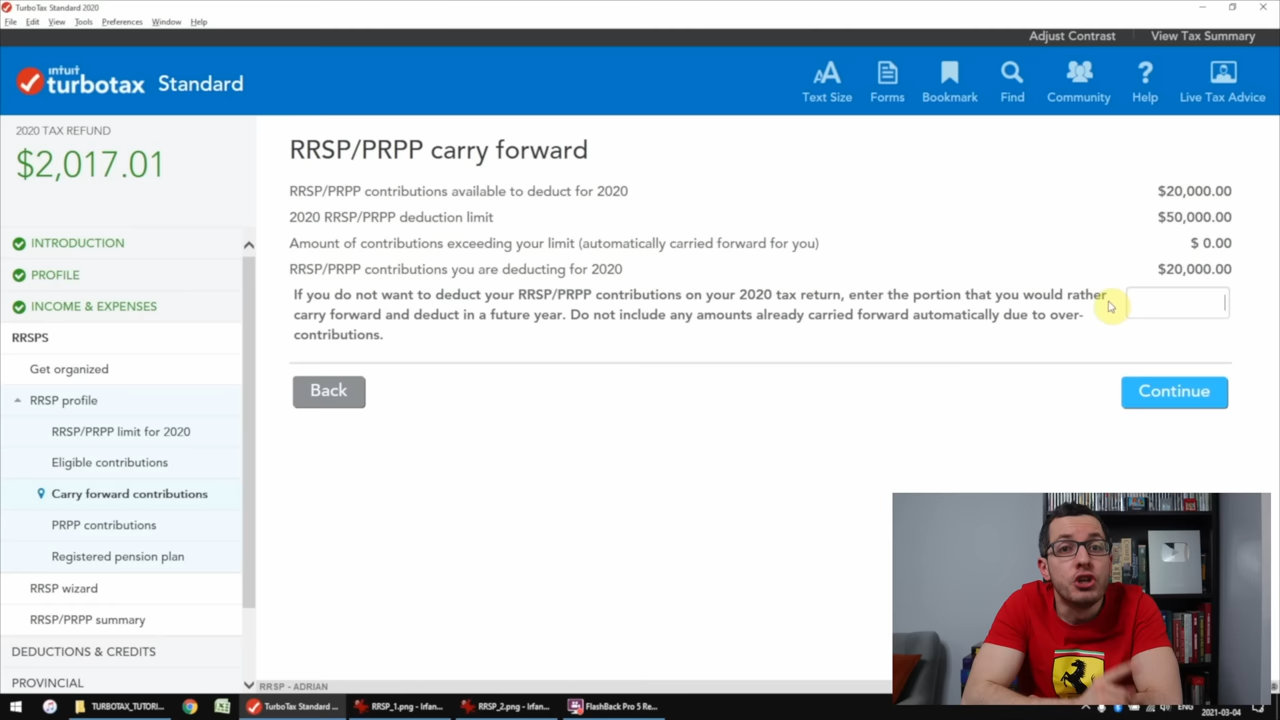 TurboTax Standard 2020
File Edit View Tools Preferences Window Help
Adjust Contrast View Tax Summary
intuit
turbotax Standard
Text Size Forms Bookmark Find Community Help Live Tax Advice
2020 TAX REFUND
$2,017.01
INTRODUCTION
PROFILE
INCOME & EXPENSES
RRSPS
Get organized
RRSP profile
RRSP/PRPP limit for 2020
Eligible contributions
Carry forward contributions
PRPP contributions
Registered pension plan
RRSP wizard
RRSP/PRPP summary
DEDUCTIONS & CREDITS
PROVINCIAL
RRSP/PRPP carry forward
RRSP/PRPP contributions available to deduct for 2020 $20,000.00
2020 RRSP/PRPP deduction limit $50,000.00
Amount of contributions exceeding your limit (automatically carried forward for you) $ 0.00
RRSP/PRPP contributions you are deducting for 2020 $20,000.00
If you do not want to deduct your RRSP/PRPP contributions on your 2020 tax return, enter the portion that you would rather
carry forward and deduct in a future year. Do not include any amounts already carried forward automatically due to over-
contributions.
Back Continue
RRSP - ADRIAN
TURBOTAX_TUTORI... TurboTax Standard ... RRSP_1.png - Irfan... RRSP_2.png - Irfan... FlashBack Pro 5 Re... ENG
2021-03-04